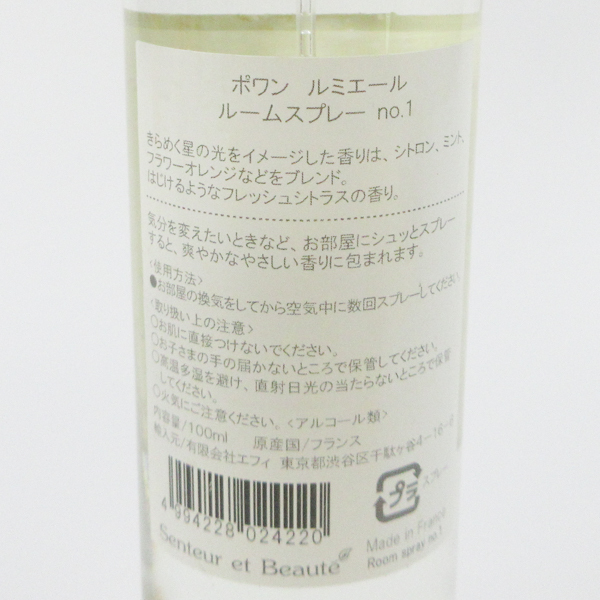 ポワン ルミエール
ルームスプレー no.1
きらめく星の光をイメージした香りは、シトロン、ミント、
フラワーオレンジなどをブレンド。
はじけるようなフレッシュシトラスの香り。
気分を変えたいときなど、お部屋にシュッとスプレー
すると、爽やかなやさしい香りに包まれます。
<使用方法>
●お部屋の換気をしてから空気中に数回スプレーしてください。
<取り扱い上の注意>
○お肌に直接つけないでください。
○お子さまの手の届かないところで保管してください。
○高温多湿を避け、直射日光の当たらないところで保管
してください。
○火気にご注意ください。<アルコール類>
内容量/100ml 原産国/フランス
輸入元/有限会社エフィ 東京都渋谷区千駄ヶ谷4-16-
プラ スプレー
4 994228 024220
Senteur et Beauté
Made in France
Room spray no.1